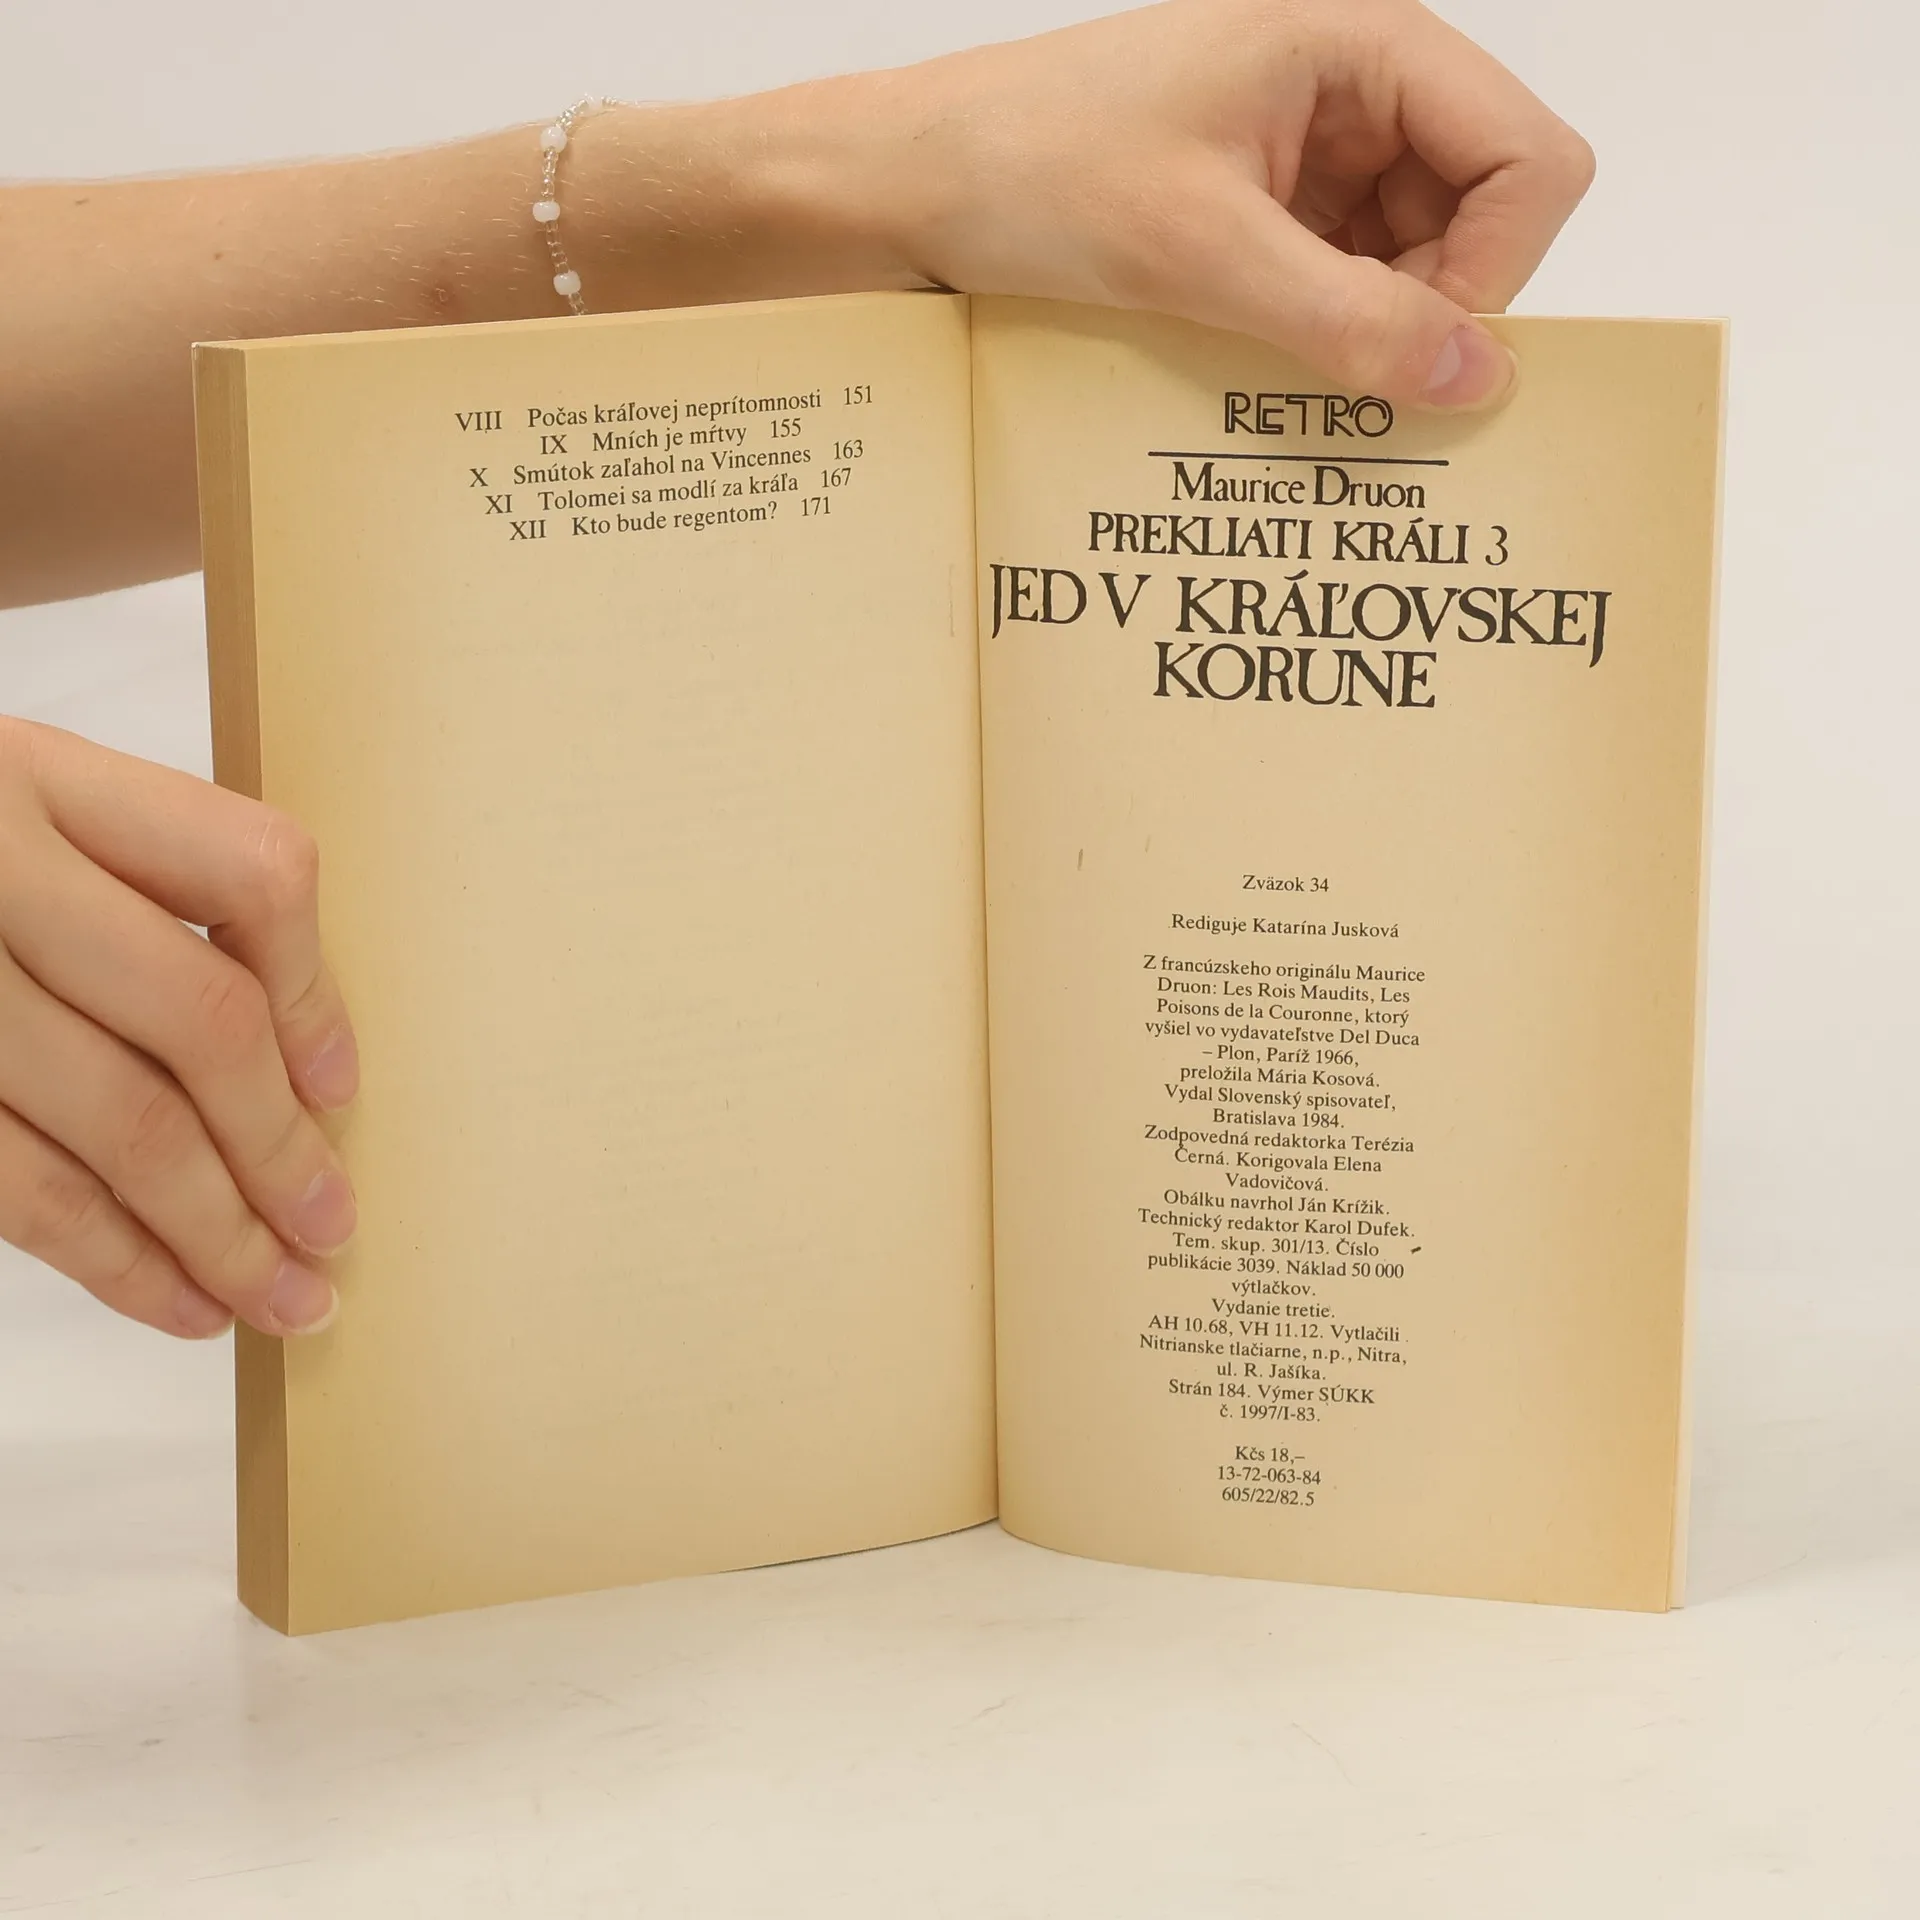 VIII Počas kráľovej neprítomnosti 151
IX Mních je mŕtvy 155
X Smútok zaľahol na Vincennes 163
XI Tolomei sa modlí za kráľa 167
XII Kto bude regentom? 171
RETRO
Maurice Druon
PREKLIATI KRÁLI 3
JED V KRÁĽOVSKEJ
KORUNE
Zväzok 34
Rediguje Katarína Jusková
Z francúzskeho originálu Maurice
Druon: Les Rois Maudits, Les
Poisons de la Couronne, ktorý
vyšiel vo vydavateľstve Del Duca
– Plon, Paríž 1966,
preložila Mária Kosová.
Vydal Slovenský spisovateľ,
Bratislava 1984.
Zodpovedná redaktorka Terézia
Černá. Korigovala Elena
Vadovičová.
Obálku navrhol Ján Krížik.
Technický redaktor Karol Dufek.
Tem. skup. 301/13. Číslo
publikácie 3039. Náklad 50 000
výtlačkov.
Vydanie tretie.
AH 10.68, VH 11.12. Vytlačili
Nitrianske tlačiarne, n.p., Nitra,
ul. R. Jašíka.
Strán 184. Výmer SÚKK
č. 1997/I-83.
Kčs 18,–
13-72-063-84
605/22/82.5